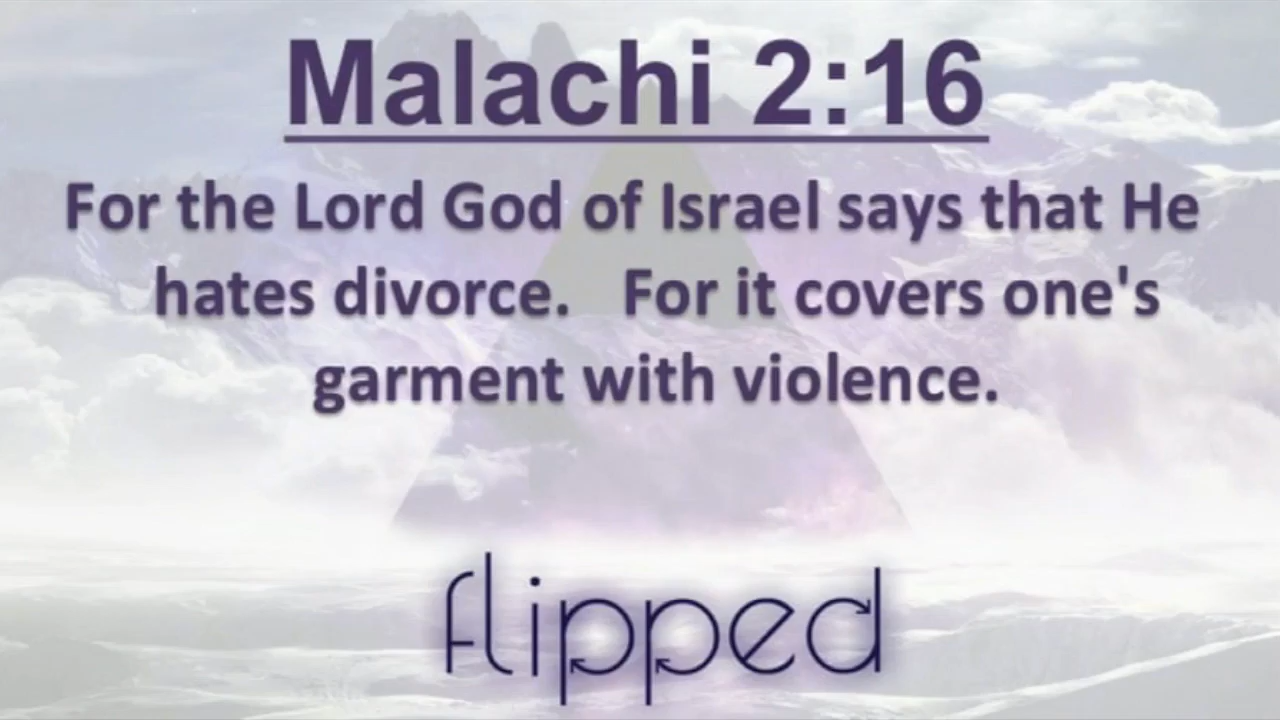 Malachi 2:16
For the Lord God of Israel says that He
hates divorce.   For it covers one's
garment with violence.
flipped